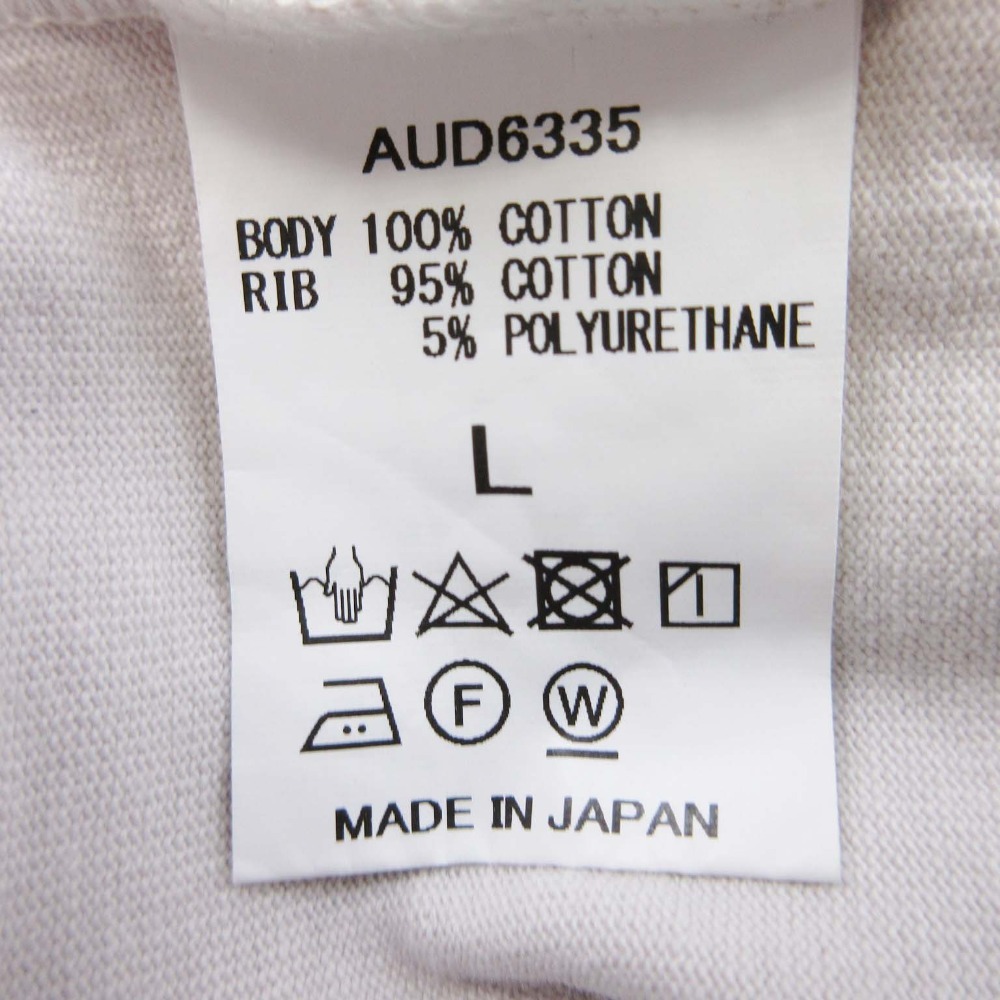 AUD6335
BODY 100% COTTON
RIB 95% COTTON
5% POLYURETHANE
L
F W
MADE IN JAPAN